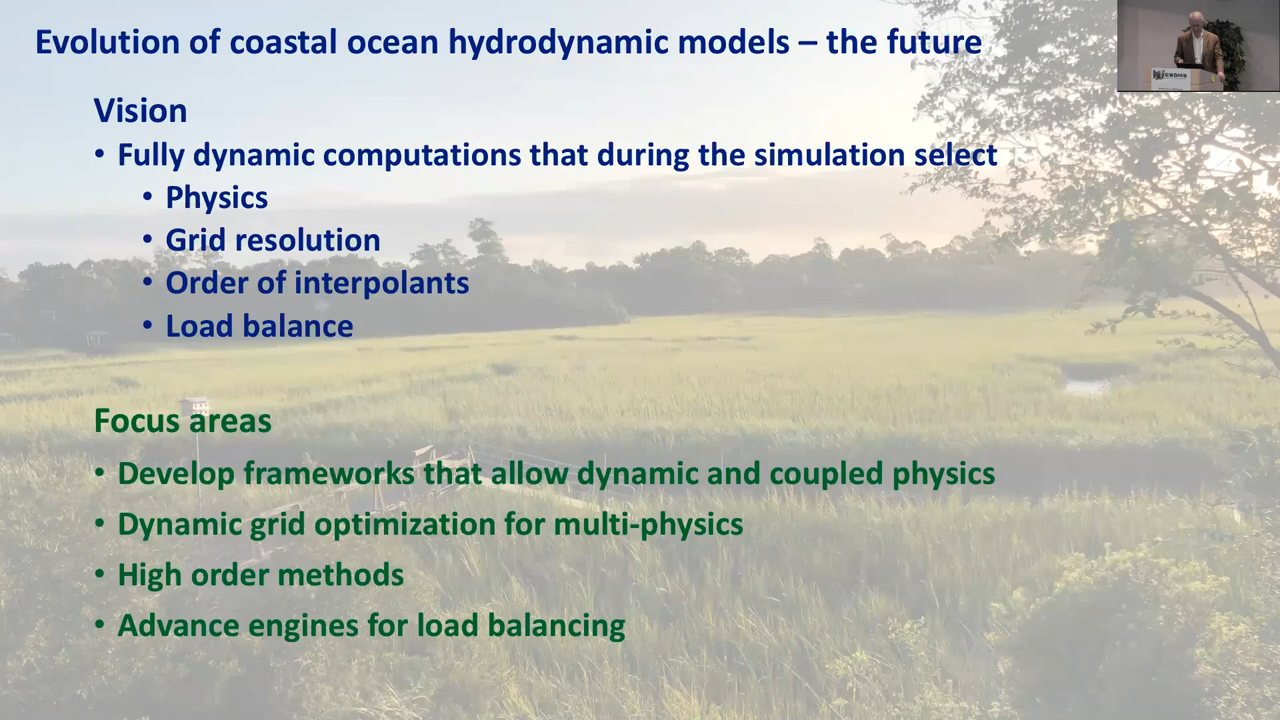 Evolution of coastal ocean hydrodynamic models – the future
Vision
• Fully dynamic computations that during the simulation select
• Physics
• Grid resolution
• Order of interpolants
• Load balance
Focus areas
• Develop frameworks that allow dynamic and coupled physics
• Dynamic grid optimization for multi-physics
• High order methods
• Advance engines for load balancing
CSDMS